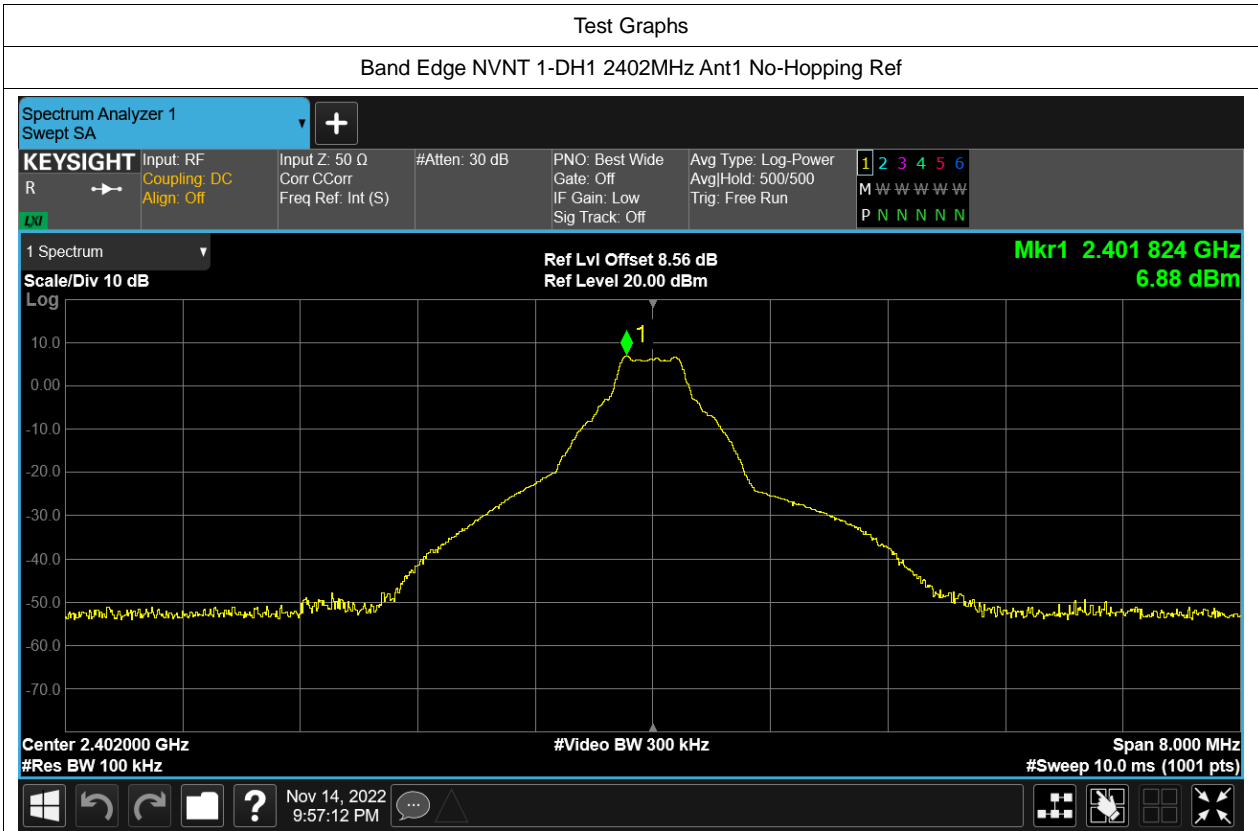 Test Graphs
Band Edge NVNT 1-DH1 2402MHz Ant1 No-Hopping Ref
Spectrum Analyzer 1
Swept SA
KEYSIGHT
R
LXI
Input: RF
Coupling: DC
Align: Off
Input Z: 50 Ω
Corr CCorr
Freq Ref: Int (S)
#Atten: 30 dB
PNO: Best Wide
Gate: Off
IF Gain: Low
Sig Track: Off
Avg Type: Log-Power
Avg|Hold: 500/500
Trig: Free Run
1 2 3 4 5 6
M W W W W W
P N N N N N
1 Spectrum
Scale/Div 10 dB
Ref Lvl Offset 8.56 dB
Ref Level 20.00 dBm
Mkr1 2.401 824 GHz
6.88 dBm
Log
1
10.0
0.00
-10.0
-20.0
-30.0
-40.0
-50.0
-60.0
-70.0
Center 2.402000 GHz
#Video BW 300 kHz
Span 8.000 MHz
#Res BW 100 kHz
#Sweep 10.0 ms (1001 pts)
?
Nov 14, 2022
9:57:12 PM